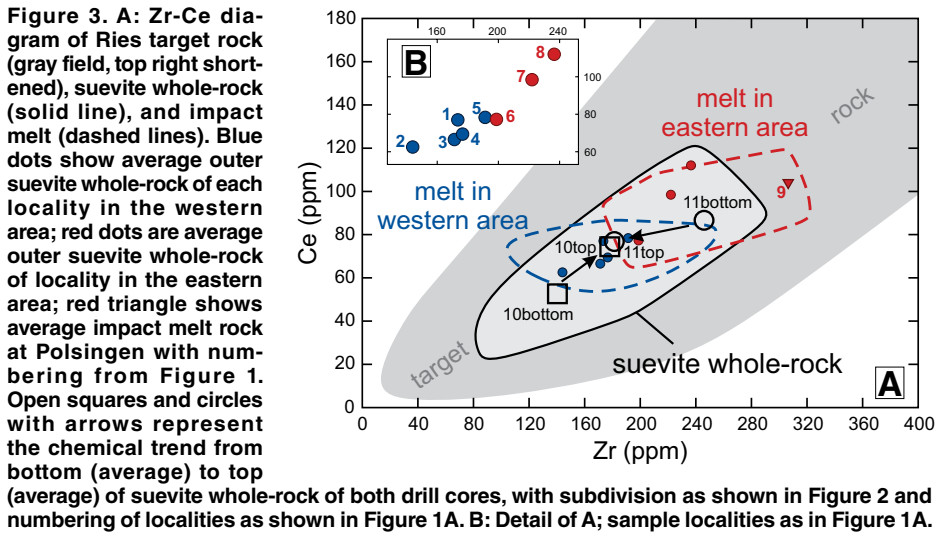 Figure 3. A: Zr-Ce dia-
gram of Ries target rock
(gray field, top right short-
ened), suevite whole-rock
(solid line), and impact
melt (dashed lines). Blue
dots show average outer
suevite whole-rock of each
locality in the western
area; red dots are average
outer suevite whole-rock
of locality in the eastern
area; red triangle shows
average impact melt rock
at Polsingen with num-
bering from Figure 1.
Open squares and circles
with arrows represent
the chemical trend from
bottom (average) to top
(average) of suevite whole-rock of both drill cores, with subdivision as shown in Figure 2 and
numbering of localities as shown in Figure 1A. B: Detail of A; sample localities as in Figure 1A.
180
160
140
120
100
80
60
40
20
0
Ce (ppm)
0 40 80 120 160 200 240 280 320 360 400
Zr (ppm)
B
160 200 240
100
80
60
1
2
3
4
5
6
7
8
melt in
eastern area
rock
melt in
western area
9
11bottom
10top
11top
10bottom
target
suevite whole-rock
A